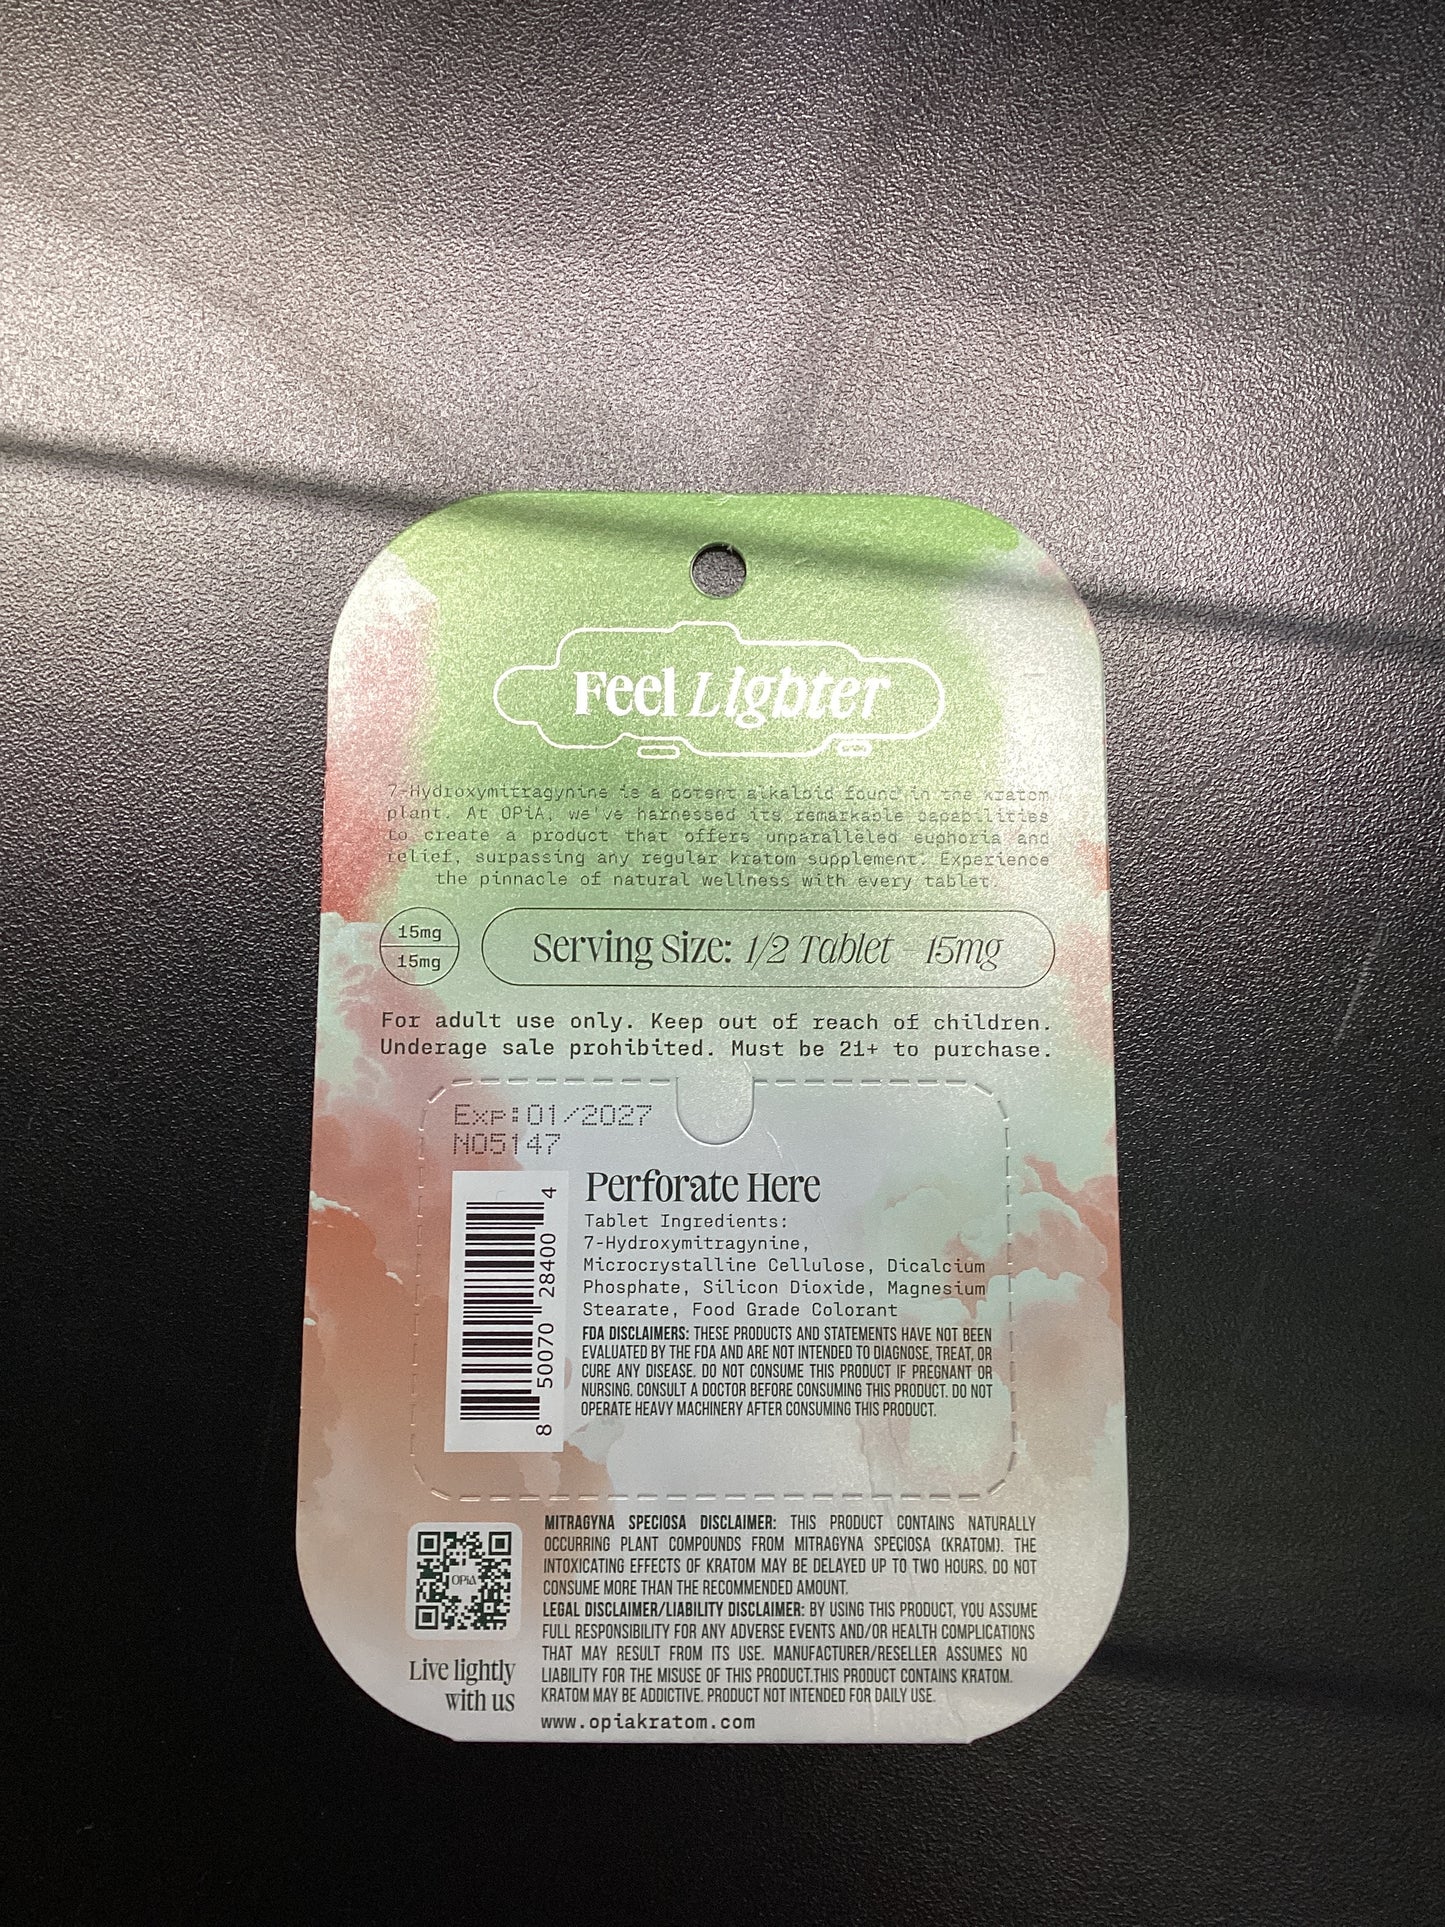 Feel Lighter
7-Hydroxymitragynine is a potent alkaloid found in the kratom
plant. At OPiA, we've harnessed its remarkable capabilities
to create a product that offers unparalleled euphoria and
relief, surpassing any regular kratom supplement. Experience
the pinnacle of natural wellness with every tablet.
15mg
15mg
Serving Size: 1/2 Tablet - 15mg
For adult use only. Keep out of reach of children.
Underage sale prohibited. Must be 21+ to purchase.
Exp:01/2027
N05147
8 50070 28400 4
Perforate Here
Tablet Ingredients:
7-Hydroxymitragynine,
Microcrystalline Cellulose, Dicalcium
Phosphate, Silicon Dioxide, Magnesium
Stearate, Food Grade Colorant
FDA DISCLAIMERS: THESE PRODUCTS AND STATEMENTS HAVE NOT BEEN
EVALUATED BY THE FDA AND ARE NOT INTENDED TO DIAGNOSE, TREAT, OR
CURE ANY DISEASE. DO NOT CONSUME THIS PRODUCT IF PREGNANT OR
NURSING. CONSULT A DOCTOR BEFORE CONSUMING THIS PRODUCT. DO NOT
OPERATE HEAVY MACHINERY AFTER CONSUMING THIS PRODUCT.
OPiA
Live lightly
with us
MITRAGYNA SPECIOSA DISCLAIMER: THIS PRODUCT CONTAINS NATURALLY
OCCURRING PLANT COMPOUNDS FROM MITRAGYNA SPECIOSA (KRATOM). THE
INTOXICATING EFFECTS OF KRATOM MAY BE DELAYED UP TO TWO HOURS. DO NOT
CONSUME MORE THAN THE RECOMMENDED AMOUNT.
LEGAL DISCLAIMER/LIABILITY DISCLAIMER: BY USING THIS PRODUCT, YOU ASSUME
FULL RESPONSIBILITY FOR ANY ADVERSE EVENTS AND/OR HEALTH COMPLICATIONS
THAT MAY RESULT FROM ITS USE. MANUFACTURER/RESELLER ASSUMES NO
LIABILITY FOR THE MISUSE OF THIS PRODUCT.THIS PRODUCT CONTAINS KRATOM.
KRATOM MAY BE ADDICTIVE. PRODUCT NOT INTENDED FOR DAILY USE.
www.opiakratom.com